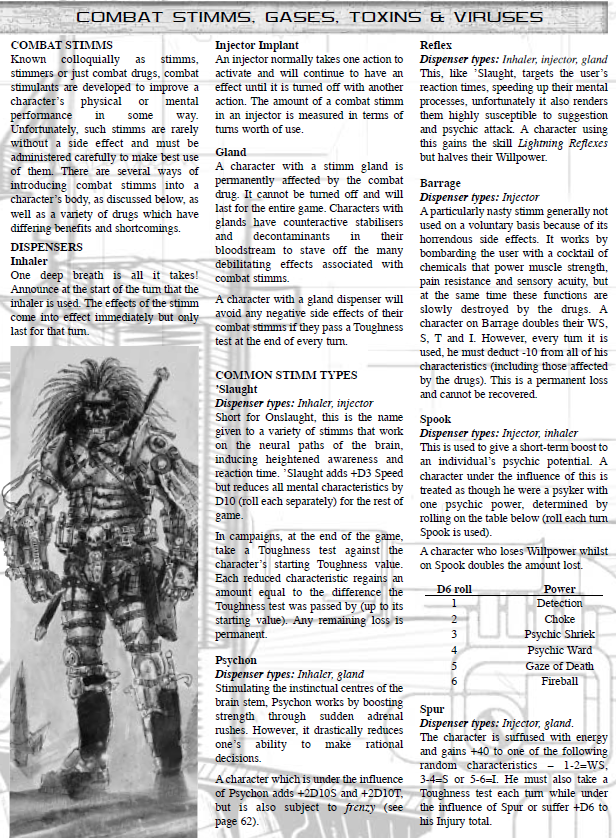 COMBAT STIMMS, GASES, TOXINS & VIRUSES
COMBAT STIMMS
Known colloquially as stimms,
stimmers or just combat drugs, combat
stimulants are developed to improve a
character's physical or mental
performance in some way.
Unfortunately, such stimms are rarely
without a side effect and must be
administered carefully to make best use
of them. There are several ways of
introducing combat stimms into a
character's body, as discussed below, as
well as a variety of drugs which have
differing benefits and shortcomings.
DISPENSERS
Inhaler
One deep breath is all it takes!
Announce at the start of the turn that the
inhaler is used. The effects of the stimm
come into effect immediately but only
last for that turn.
Injector Implant
An injector normally takes one action to
activate and will continue to have an
effect until it is turned off with another
action. The amount of a combat stimm
in an injector is measured in terms of
turns worth of use.
Gland
A character with a stimm gland is
permanently affected by the combat
drug. It cannot be turned off and will
last for the entire game. Characters with
glands have counteractive stabilisers
and decontaminants in their
bloodstream to stave off the many
debilitating effects associated with
combat stimms.
A character with a gland dispenser will
avoid any negative side effects of their
combat stimms if they pass a Toughness
test at the end of every turn.
COMMON STIMM TYPES
'Slaught
Dispenser types: Inhaler, injector
Short for Onslaught, this is the name
given to a variety of stimms that work
on the neural paths of the brain,
inducing heightened awareness and
reaction time. 'Slaught adds +D3 Speed
but reduces all mental characteristics by
D10 (roll each separately) for the rest of
game.
In campaigns, at the end of the game,
take a Toughness test against the
character's starting Toughness value.
Each reduced characteristic regains an
amount equal to the difference the
Toughness test was passed by (up to its
starting value). Any remaining loss is
permanent.
Psychon
Dispenser types: Inhaler, gland
Stimulating the instinctual centres of the
brain stem, Psychon works by boosting
strength through sudden adrenal
rushes. However, it drastically reduces
one's ability to make rational
decisions.
A character which is under the influence
of Psychon adds +2D10S and +2D10T,
but is also subject to frenzy (see
page 62).
Reflex
Dispenser types: Inhaler, injector, gland
This, like 'Slaught, targets the user's
reaction times, speeding up their mental
processes, unfortunately it also renders
them highly susceptible to suggestion
and psychic attack. A character using
this gains the skill Lightning Reflexes
but halves their Willpower.
Barrage
Dispenser types: Injector
A particularly nasty stimm generally not
used on a voluntary basis because of its
horrendous side effects. It works by
bombarding the user with a cocktail of
chemicals that power muscle strength,
pain resistance and sensory acuity, but
at the same time these functions are
slowly destroyed by the drugs. A
character on Barrage doubles their WS,
S, T and I. However, every turn it is
used, he must deduct -10 from all of his
characteristics (including those affected
by the drugs). This is a permanent loss
and cannot be recovered.
Spook
Dispenser types: Injector, inhaler
This is used to give a short-term boost to
an individual's psychic potential. A
character under the influence of this is
treated as though he were a psyker with
one psychic power, determined by
rolling on the table below (roll each turn
Spook is used).
A character who loses Willpower whilst
on Spook doubles the amount lost.
D6 roll Power
1 Detection
2 Choke
3 Psychic Shriek
4 Psychic Ward
5 Gaze of Death
6 Fireball
Spur
Dispenser types: Injector, gland.
The character is suffused with energy
and gains +40 to one of the following
random characteristics – 1-2=WS,
3-4=S or 5-6=I. He must also take a
Toughness test each turn while under
the influence of Spur or suffer +D6 to
his Injury total.